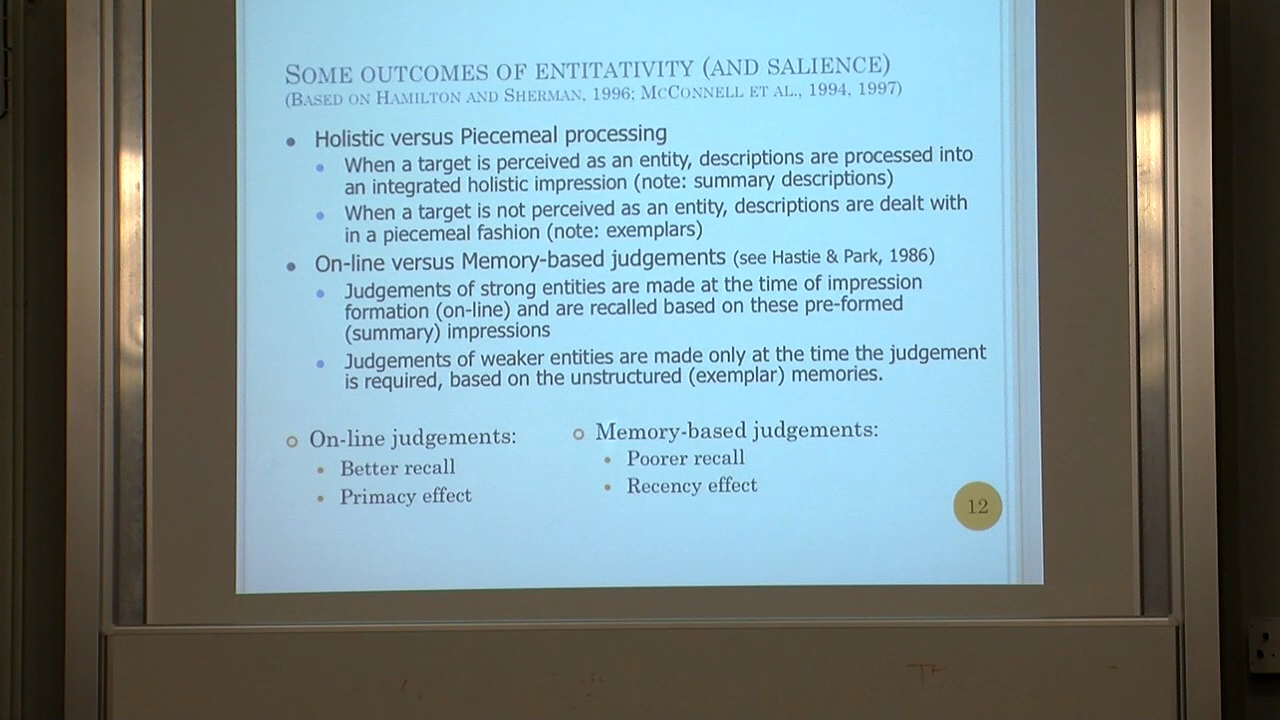 SOME OUTCOMES OF ENTITATIVITY (AND SALIENCE)
(BASED ON HAMILTON AND SHERMAN, 1996; MCCONNELL ET AL., 1994, 1997)
• Holistic versus Piecemeal processing
• When a target is perceived as an entity, descriptions are processed into
an integrated holistic impression (note: summary descriptions)
• When a target is not perceived as an entity, descriptions are dealt with
in a piecemeal fashion (note: exemplars)
• On-line versus Memory-based judgements (see Hastie & Park, 1986)
• Judgements of strong entities are made at the time of impression
formation (on-line) and are recalled based on these pre-formed
(summary) impressions
• Judgements of weaker entities are made only at the time the judgement
is required, based on the unstructured (exemplar) memories.
On-line judgements:
• Better recall
• Primacy effect
Memory-based judgements:
• Poorer recall
• Recency effect
12